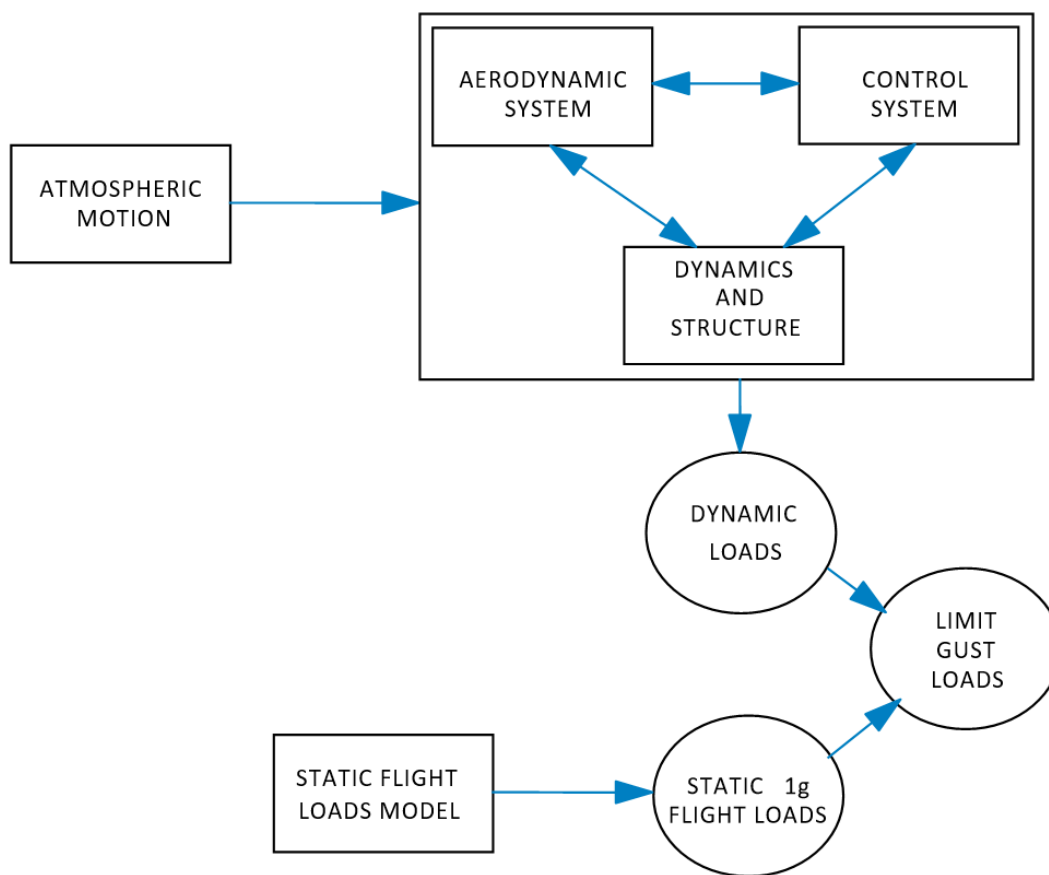 AERODYNAMIC
SYSTEM
CONTROL
SYSTEM
ATMOSPHERIC
MOTION
DYNAMICS
AND
STRUCTURE
DYNAMIC
LOADS
LIMIT
GUST
LOADS
STATIC FLIGHT
LOADS MODEL
STATIC 1g
FLIGHT LOADS